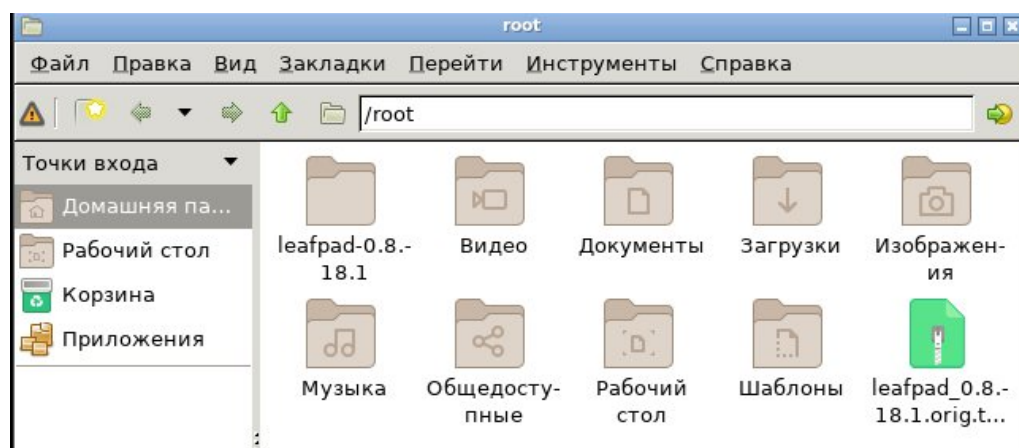 root
Файл Правка Вид Закладки Перейти Инструменты Справка
/root
Точки входа
Домашняя па...
Рабочий стол
Корзина
Приложения
leafpad-0.8.-
18.1
Видео
Документы
Загрузки
Изображен-
ия
Музыка
Общедосту-
пные
Рабочий
стол
Шаблоны
leafpad_0.8.-
18.1.orig.t...